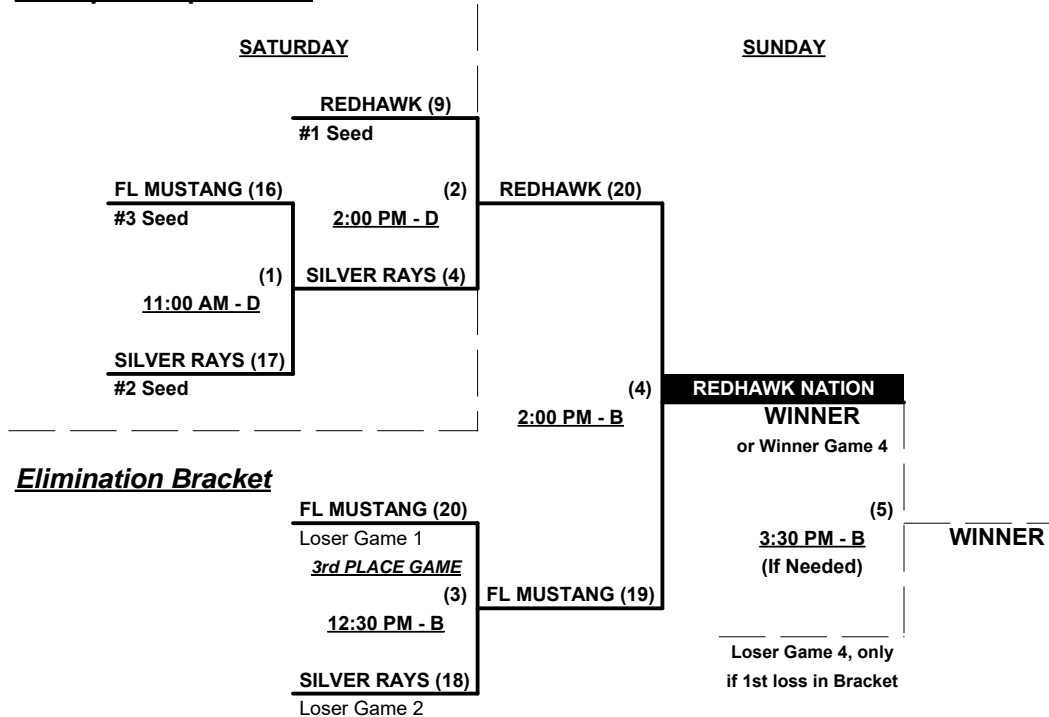 SATURDAY
SUNDAY
REDHAWK (9)
#1 Seed
FL MUSTANG (16)
(2)
REDHAWK (20)
#3 Seed
2:00 PM - D
(1)
SILVER RAYS (4)
11:00 AM - D
SILVER RAYS (17)
#2 Seed
(4)
REDHAWK NATION
2:00 PM - B
WINNER
or Winner Game 4
Elimination Bracket
FL MUSTANG (20)
(5)
Loser Game 1
3:30 PM - B
WINNER
3rd PLACE GAME
(If Needed)
(3)
FL MUSTANG (19)
12:30 PM - B
Loser Game 4, only
SILVER RAYS (18)
if 1st loss in Bracket
Loser Game 2